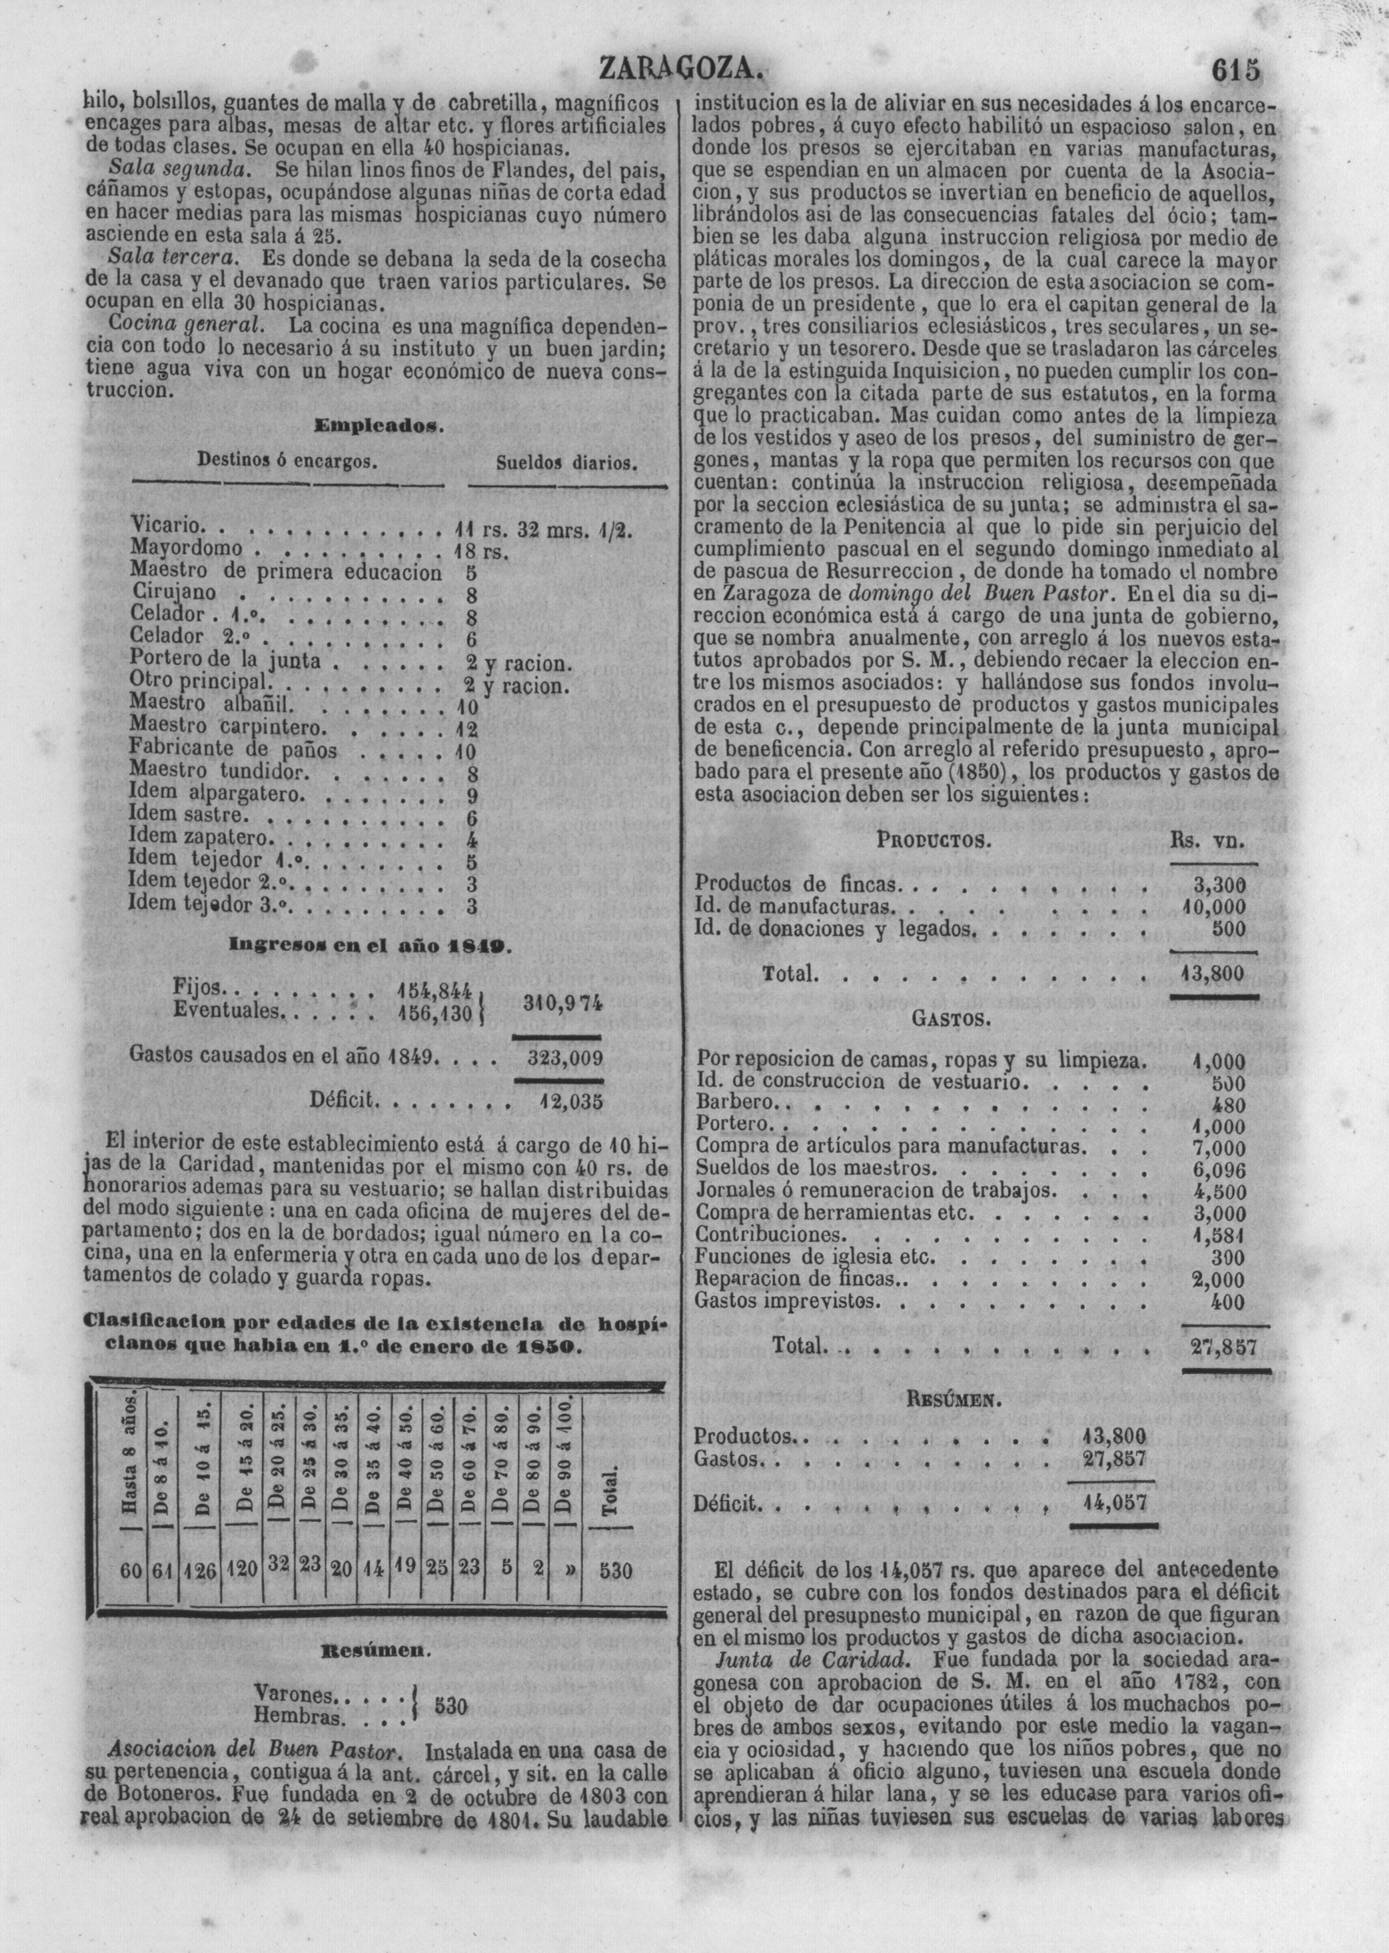 ZARAGOZA.
615
hilo, bolsillos, guantes de malla y de cabretilla, magníficos
encages para albas, mesas de altar etc. y flores artificiales
de todas clases. Se ocupan en ella 40 hospicianas.
Sala segunda. Se hilan linos finos de Flandes, del pais,
cáñamos y estopas, ocupándose algunas niñas de corta edad
en hacer medias para las mismas hospicianas cuyo número
asciende en esta sala á 25.
Sala tercera. Es donde se debana la seda de la cosecha
de la casa y el devanado que traen varios particulares. Se
ocupan en ella 30 hospicianas.
Cocina general. La cocina es una magnífica dependen-
cia con todo lo necesario á su instituto y un buen jardin;
tiene agua viva con un hogar económico de nueva cons-
truccion.
Empleados.
Destinos ó encargos. Sueldos diarios.
Vicario. . . . . . . . . . . . 11 rs. 32 mrs. 1/2.
Mayordomo . . . . . . . . . . 18 rs.
Maestro de primera educacion 5
Cirujano . . . . . . . . . . 8
Celador . 1.º. . . . . . . . . 8
Celador 2.º . . . . . . . . . 6
Portero de la junta . . . . . . 2 y racion.
Otro principal. . . . . . . . . 2 y racion.
Maestro albañil. . . . . . . . 10
Maestro carpintero. . . . . . 12
Fabricante de paños . . . . . 10
Maestro tundidor. . . . . . . 8
Idem alpargatero. . . . . . . 9
Idem sastre. . . . . . . . . . 6
Idem zapatero. . . . . . . . . 4
Idem tejedor 1.º. . . . . . . . 5
Idem tejedor 2.º. . . . . . . . 3
Idem tejedor 3.º. . . . . . . . 3
Ingresos en el año 1849.
Fijos. . . . . . . . . 154,844
Eventuales. . . . . . 156,130 } 310,974
Gastos causados en el año 1849. . . . 323,009
Déficit. . . . . . . . 12,035
El interior de este establecimiento está á cargo de 10 hi-
jas de la Caridad, mantenidas por el mismo con 40 rs. de
honorarios ademas para su vestuario; se hallan distribuidas
del modo siguiente : una en cada oficina de mujeres del de-
partamento; dos en la de bordados; igual número en la co-
cina, una en la enfermeria y otra en cada uno de los depar-
tamentos de colado y guarda ropas.
Clasificacion por edades de la existencia de hospi-
cianos que habia en 1.º de enero de 1850.
Hasta 8 años. De 8 á 10. De 10 á 15. De 15 á 20. De 20 á 25. De 25 á 30. De 30 á 35. De 35 á 40. De 40 á 50. De 50 á 60. De 60 á 70. De 70 á 80. De 80 á 90. De 90 á 100. Total.
60 61 126 120 32 23 20 14 19 25 23 5 2 » 530
Resúmen.
Varones. . . . .
Hembras. . . . } 530
Asociacion del Buen Pastor. Instalada en una casa de
su pertenencia, contigua á la ant. cárcel, y sit. en la calle
de Botoneros. Fue fundada en 2 de octubre de 1803 con
real aprobacion de 24 de setiembre de 1801. Su laudable
institucion es la de aliviar en sus necesidades á los encarce-
lados pobres, á cuyo efecto habilitó un espacioso salon, en
donde los presos se ejercitaban en varias manufacturas,
que se espendian en un almacen por cuenta de la Asocia-
cion, y sus productos se invertian en beneficio de aquellos,
librándolos asi de las consecuencias fatales del ócio; tam-
bien se les daba alguna instruccion religiosa por medio de
pláticas morales los domingos, de la cual carece la mayor
parte de los presos. La direccion de esta asociacion se com-
ponia de un presidente , que lo era el capitan general de la
prov. , tres consiliarios eclesiásticos, tres seculares, un se-
cretario y un tesorero. Desde que se trasladaron las cárceles
á la de la estinguida Inquisicion, no pueden cumplir los con-
gregantes con la citada parte de sus estatutos, en la forma
que lo practicaban. Mas cuidan como antes de la limpieza
de los vestidos y aseo de los presos, del suministro de ger-
gones, mantas y la ropa que permiten los recursos con que
cuentan: continúa la instruccion religiosa, desempeñada
por la seccion eclesiástica de su junta; se administra el sa-
cramento de la Penitencia al que lo pide sin perjuicio del
cumplimiento pascual en el segundo domingo inmediato al
de pascua de Resurreccion , de donde ha tomado el nombre
en Zaragoza de domingo del Buen Pastor. En el dia su di-
reccion económica está á cargo de una junta de gobierno,
que se nombra anualmente, con arreglo á los nuevos esta-
tutos aprobados por S. M. , debiendo recaer la eleccion en-
tre los mismos asociados: y hallándose sus fondos involu-
crados en el presupuesto de productos y gastos municipales
de esta c., depende principalmente de la junta municipal
de beneficencia. Con arreglo al referido presupuesto , apro-
bado para el presente año (1850), los productos y gastos de
esta asociacion deben ser los siguientes :
PRODUCTOS. Rs. vn.
Productos de fincas. . . . . . . . . . 3,300
Id. de manufacturas. . . . . . . . . 10,000
Id. de donaciones y legados. . . . . . . 500
Total. . . . . . . . . . . . 13,800
GASTOS.
Por reposicion de camas, ropas y su limpieza. 1,000
Id. de construccion de vestuario. . . . . 500
Barbero. . . . . . . . . . . . . . 480
Portero. . . . . . . . . . . . . . 1,000
Compra de artículos para manufacturas. . . 7,000
Sueldos de los maestros. . . . . . . . 6,096
Jornales ó remuneracion de trabajos. . . . 4,500
Compra de herramientas etc. . . . . . . 3,000
Contribuciones. . . . . . . . . . . 1,581
Funciones de iglesia etc. . . . . . . . 300
Reparacion de fincas.. . . . . . . . . 2,000
Gastos imprevistos. . . . . . . . . . 400
Total. . . . . . . . . . . . 27,857
RESÚMEN.
Productos. . . . . . . . . . 13,800
Gastos. . . . . . . . . . . 27,857
Déficit. . . . . . . . . . . 14,057
El déficit de los 14,057 rs. que aparece del antecedente
estado, se cubre con los fondos destinados para el déficit
general del presupnesto municipal, en razon de que figuran
en el mismo los productos y gastos de dicha asociacion.
Junta de Caridad. Fue fundada por la sociedad ara-
gonesa con aprobacion de S. M. en el año 1782, con
el objeto de dar ocupaciones útiles á los muchachos po-
bres de ambos sexos, evitando por este medio la vagan-
cia y ociosidad, y haciendo que los niños pobres, que no
se aplicaban á oficio alguno, tuviesen una escuela donde
aprendieran á hilar lana, y se les educase para varios ofi-
cios, y las niñas tuviesen sus escuelas de varias labores